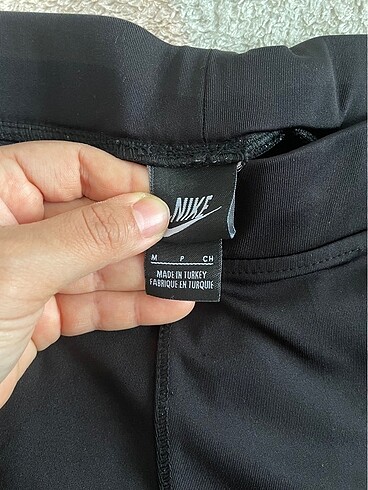 NIKE
M P CH
MADE IN TURKEY
FABRIQUE EN TURQUIE